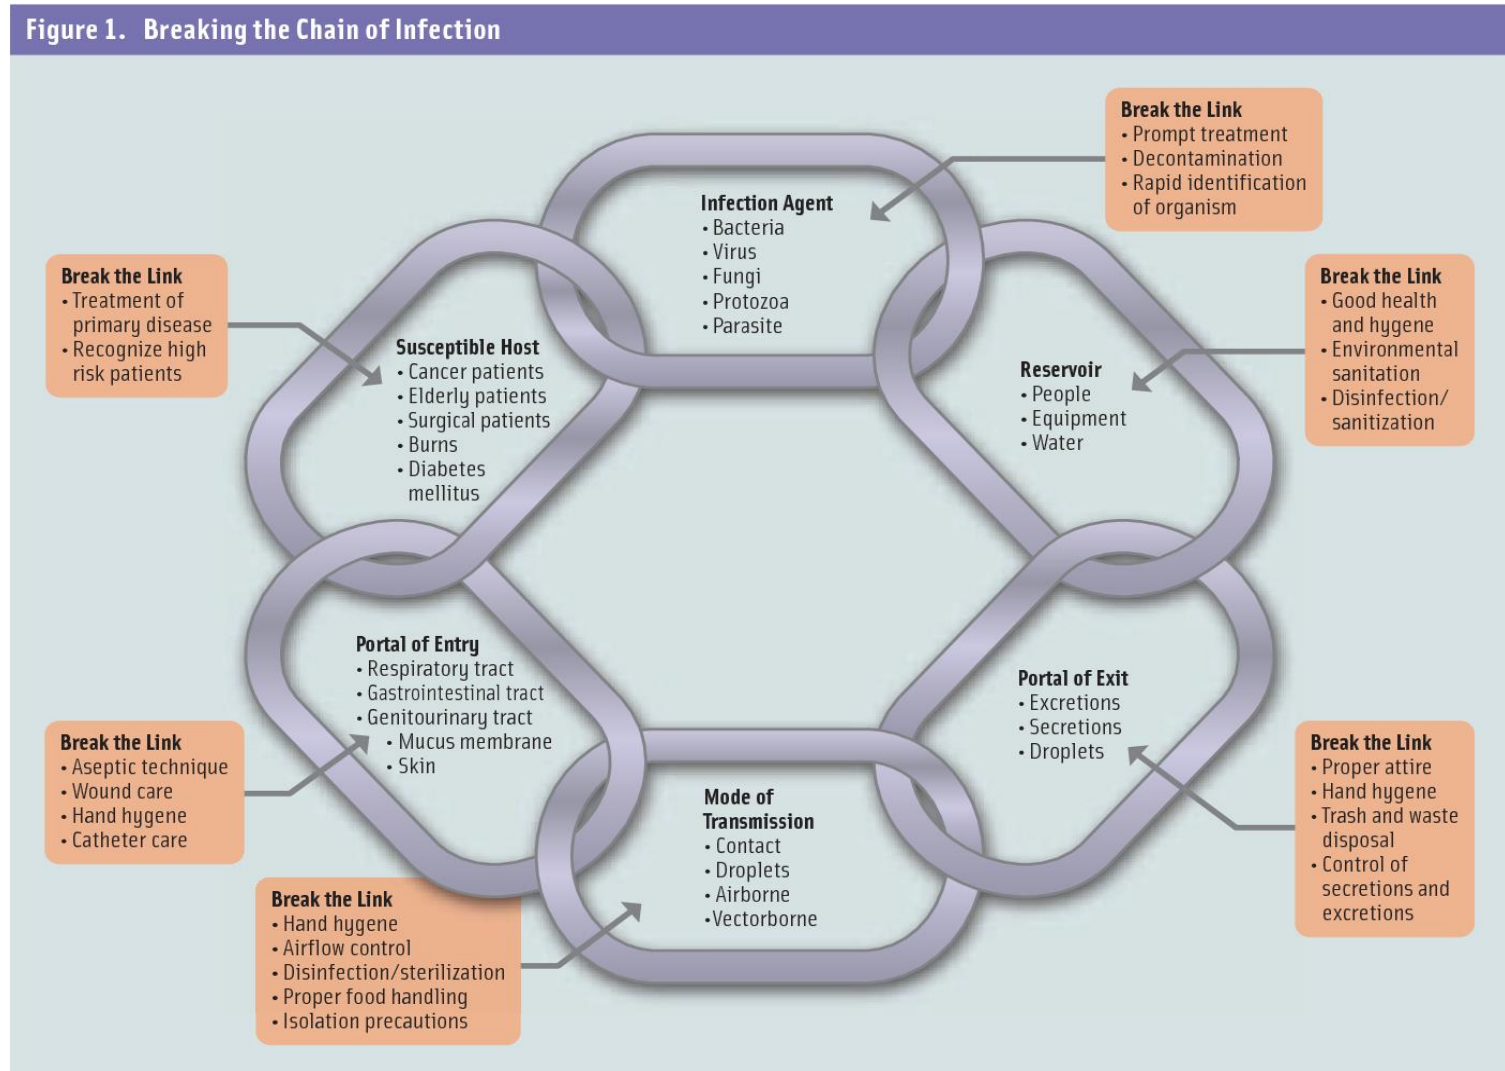 Figure 1. Breaking the Chain of Infection
Infection Agent
• Bacteria
• Virus
• Fungi
• Protozoa
• Parasite
Break the Link
• Prompt treatment
• Decontamination
• Rapid identification
of organism
Reservoir
• People
• Equipment
• Water
Break the Link
• Good health
and hygene
• Environmental
sanitation
• Disinfection/
sanitization
Portal of Exit
• Excretions
• Secretions
• Droplets
Break the Link
• Proper attire
• Hand hygene
• Trash and waste
disposal
• Control of
secretions and
excretions
Mode of
Transmission
• Contact
• Droplets
• Airborne
• Vectorborne
Break the Link
• Hand hygene
• Airflow control
• Disinfection/sterilization
• Proper food handling
• Isolation precautions
Portal of Entry
• Respiratory tract
• Gastrointestinal tract
• Genitourinary tract
• Mucus membrane
• Skin
Break the Link
• Aseptic technique
• Wound care
• Hand hygene
• Catheter care
Susceptible Host
• Cancer patients
• Elderly patients
• Surgical patients
• Burns
• Diabetes
mellitus
Break the Link
• Treatment of
primary disease
• Recognize high
risk patients